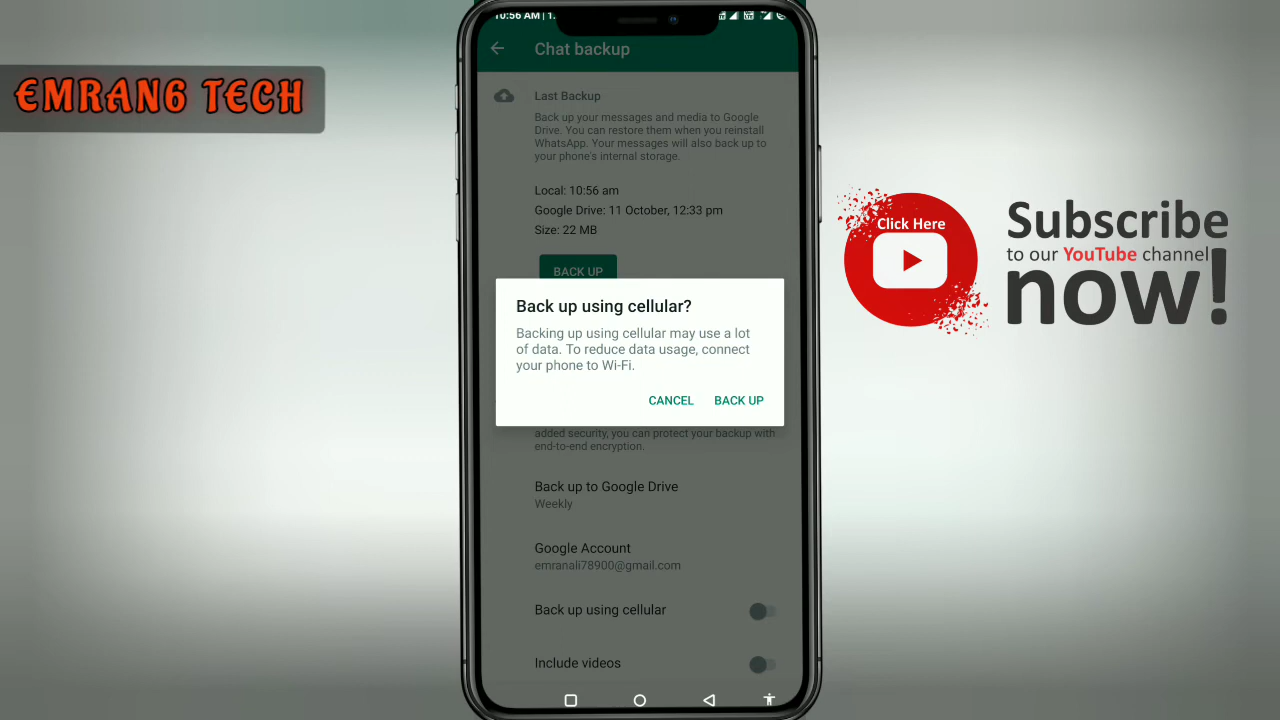 EMRAN6 TECH
10:56 AM | 1.
Chat backup
Last Backup
Back up your messages and media to Google
Drive. You can restore them when you reinstall
WhatsApp. Your messages will also back up to
your phone's internal storage.
Local: 10:56 am
Google Drive: 11 October, 12:33 pm
Size: 22 MB
BACK UP
Back up using cellular?
Backing up using cellular may use a lot
of data. To reduce data usage, connect
your phone to Wi-Fi.
CANCEL BACK UP
added security, you can protect your backup with
end-to-end encryption.
Back up to Google Drive
Weekly
Google Account
emranali78900@gmail.com
Back up using cellular
Include videos
Click Here
Subscribe
to our YouTube channel
now!